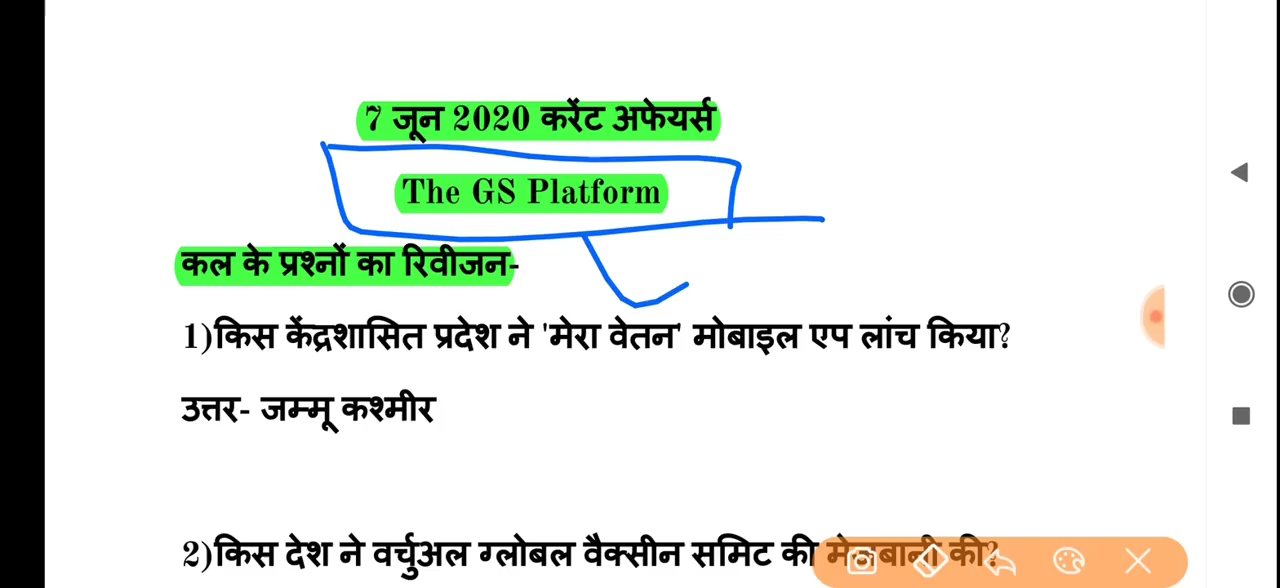 7 जून 2020 करेंट अफेयर्स
The GS Platform
कल के प्रश्नों का रिवीजन-
1)किस केंद्रशासित प्रदेश ने 'मेरा वेतन' मोबाइल एप लांच किया?
उत्तर- जम्मू कश्मीर
2)किस देश ने वर्चुअल ग्लोबल वैक्सीन समिट की मेजबानी की?